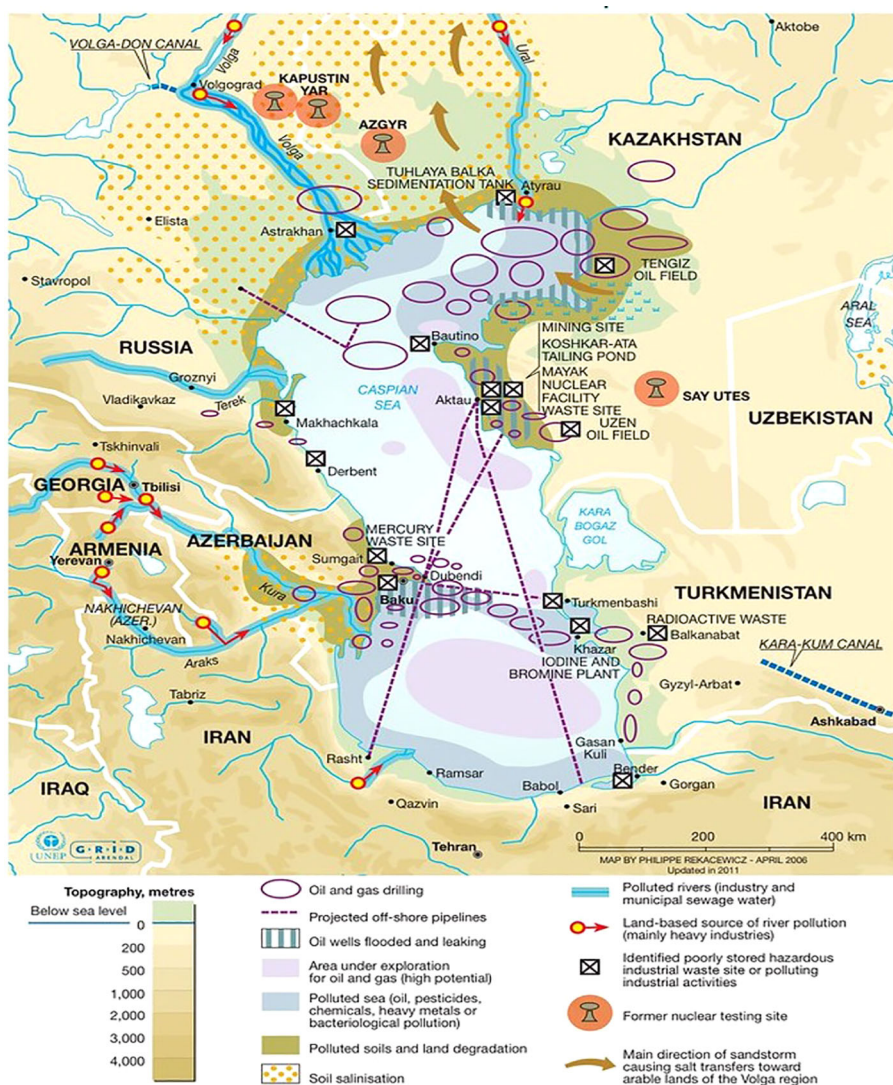 Aktobe
VOLGA-DON CANAL
Volga
Volgograd
KAPUSTIN
YAR
Ural
AZGYR
KAZAKHSTAN
Volga
TUHLAYA BALKA
SEDIMENTATION TANK
Atyrau
Elista
Astrakhan
Stavropol
TENGIZ
OIL FIELD
ARAL
SEA
RUSSIA
Bautino
MINING SITE
KOSHKAR-ATA
TAILING POND
MAYAK
NUCLEAR
FACILITY
WASTE SITE
Groznyi
CASPIAN
SEA
Aktau
SAY UTES
Vladikavkaz
Terek
Makhachkala
UZEN
OIL FIELD
UZBEKISTAN
Tskhinvali
Derbent
GEORGIA
Tbilisi
KARA
BOGAZ
GOL
ARMENIA
AZERBAIJAN
MERCURY
WASTE SITE
Yerevan
Sumgait
Dubendi
Baku
Kura
TURKMENISTAN
Turkmenbashi
NAKHICHEVAN
(AZER.)
Nakhichevan
RADIOACTIVE WASTE
Balkanabat
Khazar
IODINE AND
BROMINE PLANT
KARA-KUM CANAL
Araks
Tabriz
Gyzyl-Arbat
Ashkabad
IRAN
Gasan
Kuli
Rasht
Ramsar
Bender
Gorgan
IRAQ
Babol
Qazvin
Sari
IRAN
Tehran
0 200 400 km
UNEP
G R I D
ARENDAL
MAP BY PHILIPPE REKACEWICZ - APRIL 2006
Updated in 2011
Topography, metres
Below sea level
0
200
500
1,000
2,000
3,000
4,000
Oil and gas drilling
Projected off-shore pipelines
Oil wells flooded and leaking
Area under exploration
for oil and gas (high potential)
Polluted sea (oil, pesticides,
chemicals, heavy metals or
bacteriological pollution)
Polluted soils and land degradation
Soil salinisation
Polluted rivers (industry and
municipal sewage water)
Land-based source of river pollution
(mainly heavy industries)
Identified poorly stored hazardous
industrial waste site or polluting
industrial activities
Former nuclear testing site
Main direction of sandstorm
causing salt transfers toward
arable lands of the Volga region